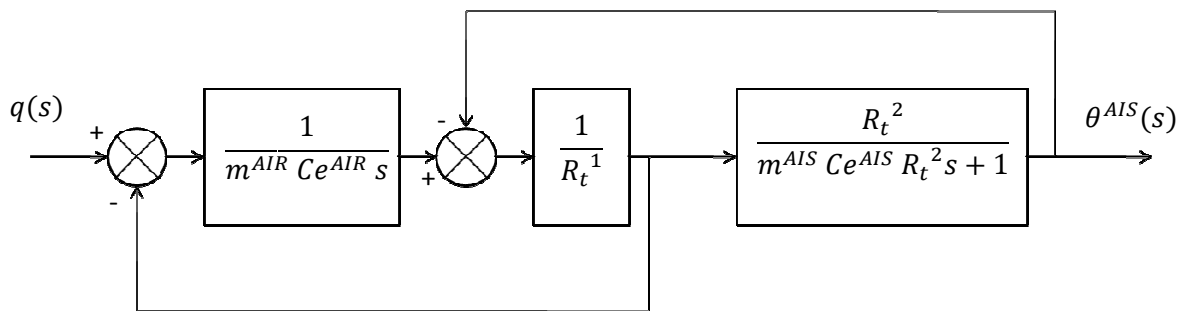 q(s)
+
-
1
m^AIR Ce^AIR s
-
+
1
R_t^1
R_t^2
m^AIS Ce^AIS R_t^2 s + 1
θ^AIS(s)